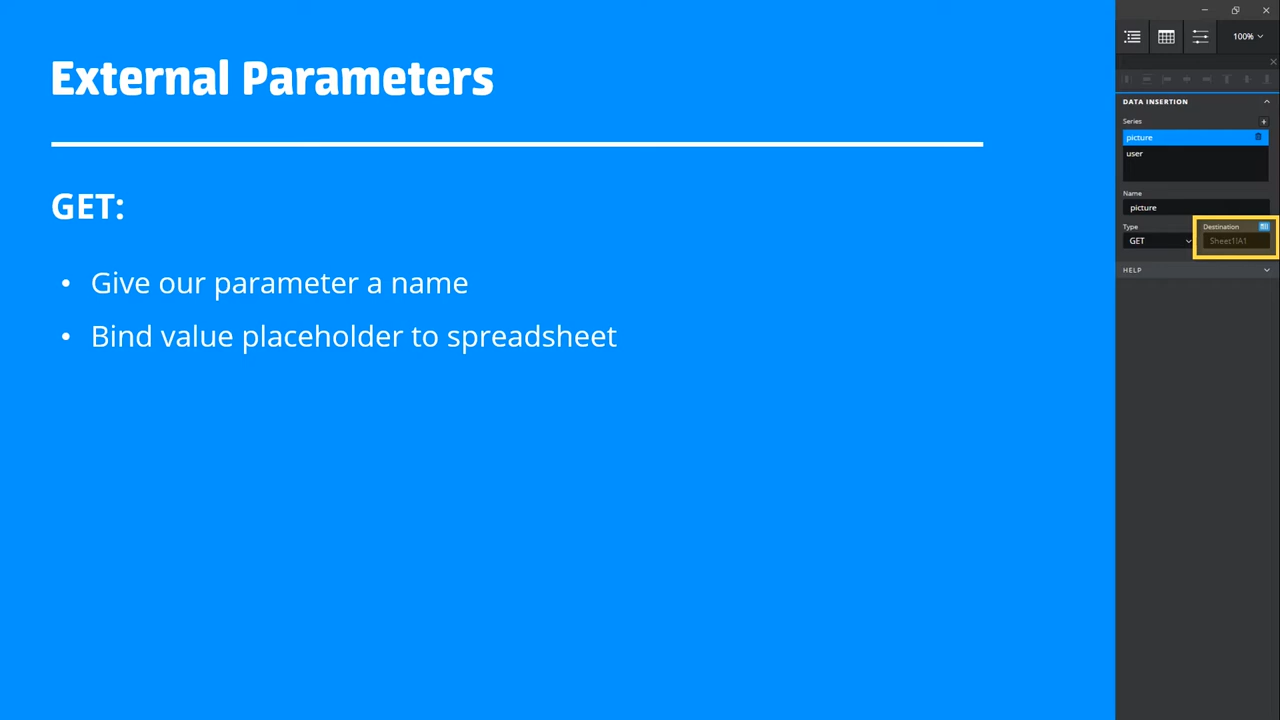 External Parameters
GET:
• Give our parameter a name
• Bind value placeholder to spreadsheet
100%
DATA INSERTION
Series
picture
user
Name
picture
Type
Destination
GET
Sheet1!A1
HELP